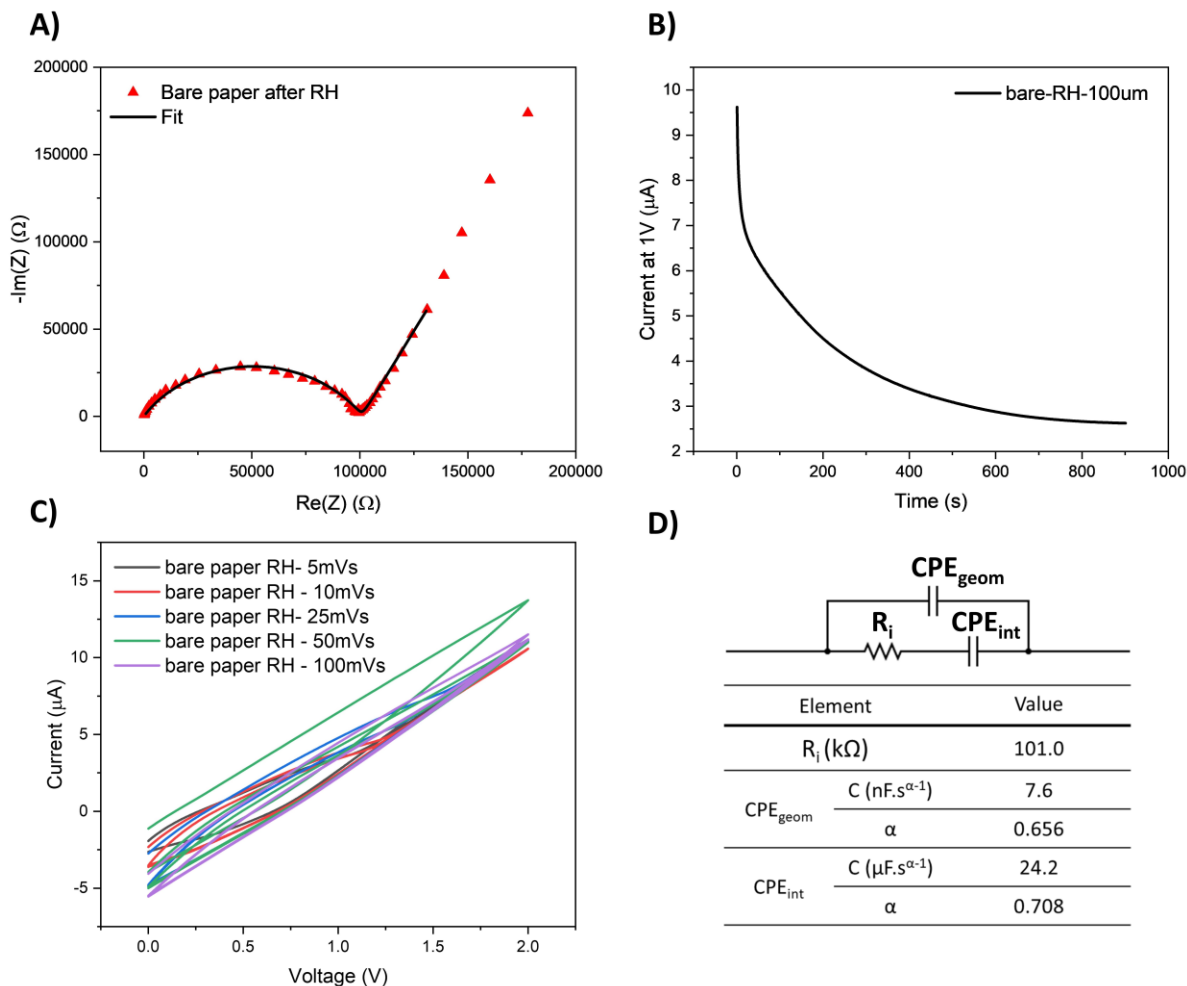 A)
200000
150000
100000
50000
0
-Im(Z) (Ω)
Bare paper after RH
Fit
0 50000 100000 150000 200000
Re(Z) (Ω)
B)
10
9
8
7
6
5
4
3
2
Current at 1V (μA)
bare-RH-100um
0 200 400 600 800 1000
Time (s)
C)
15
10
5
0
-5
Current (μA)
bare paper RH- 5mVs
bare paper RH - 10mVs
bare paper RH- 25mVs
bare paper RH - 50mVs
bare paper RH - 100mVs
0.0 0.5 1.0 1.5 2.0
Voltage (V)
D)
CPEgeom
Ri CPEint
Element Value
Ri (kΩ) 101.0
CPEgeom C (nF.sα-1) 7.6
α 0.656
CPEint C (μF.sα-1) 24.2
α 0.708